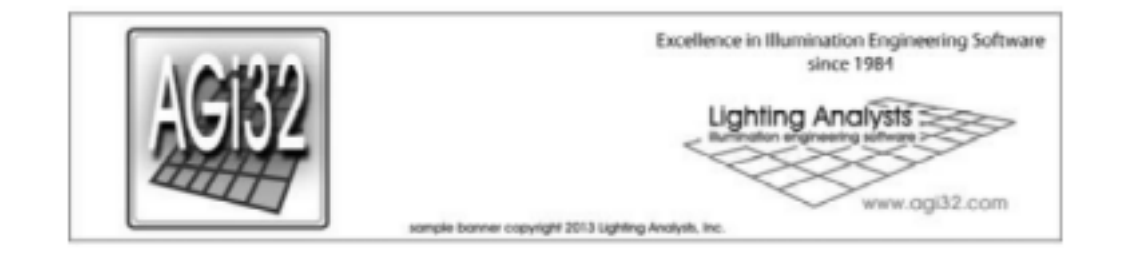 AGi32
Excellence in Illumination Engineering Software
since 1984
Lighting Analysts
illumination engineering software
www.agi32.com
sample banner copyright 2013 Lighting Analysts, Inc.